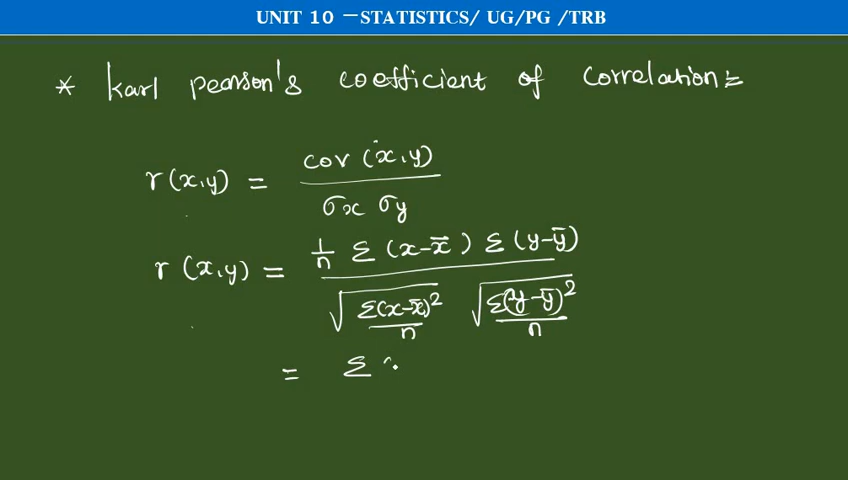 UNIT 10 –STATISTICS/ UG/PG /TRB
* Karl Pearson's coefficient of correlation:-
r(x,y) = cov (x,y) / σx σy
r (x,y) = 1/n Σ (x-x̄) Σ (y-ȳ) / √(Σ(x-x̄)²/n) √(Σ(y-ȳ)²/n)
= Σ